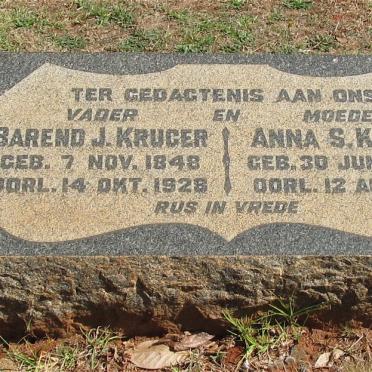 TER GEDAGTENIS AAN ONS
VADER EN MOEDE
BAREND J. KRUGER ANNA S. K
GEB. 7 NOV. 1848 GEB. 30 JUN
OORL. 14 OKT. 1928 OORL. 12 A
RUS IN VREDE